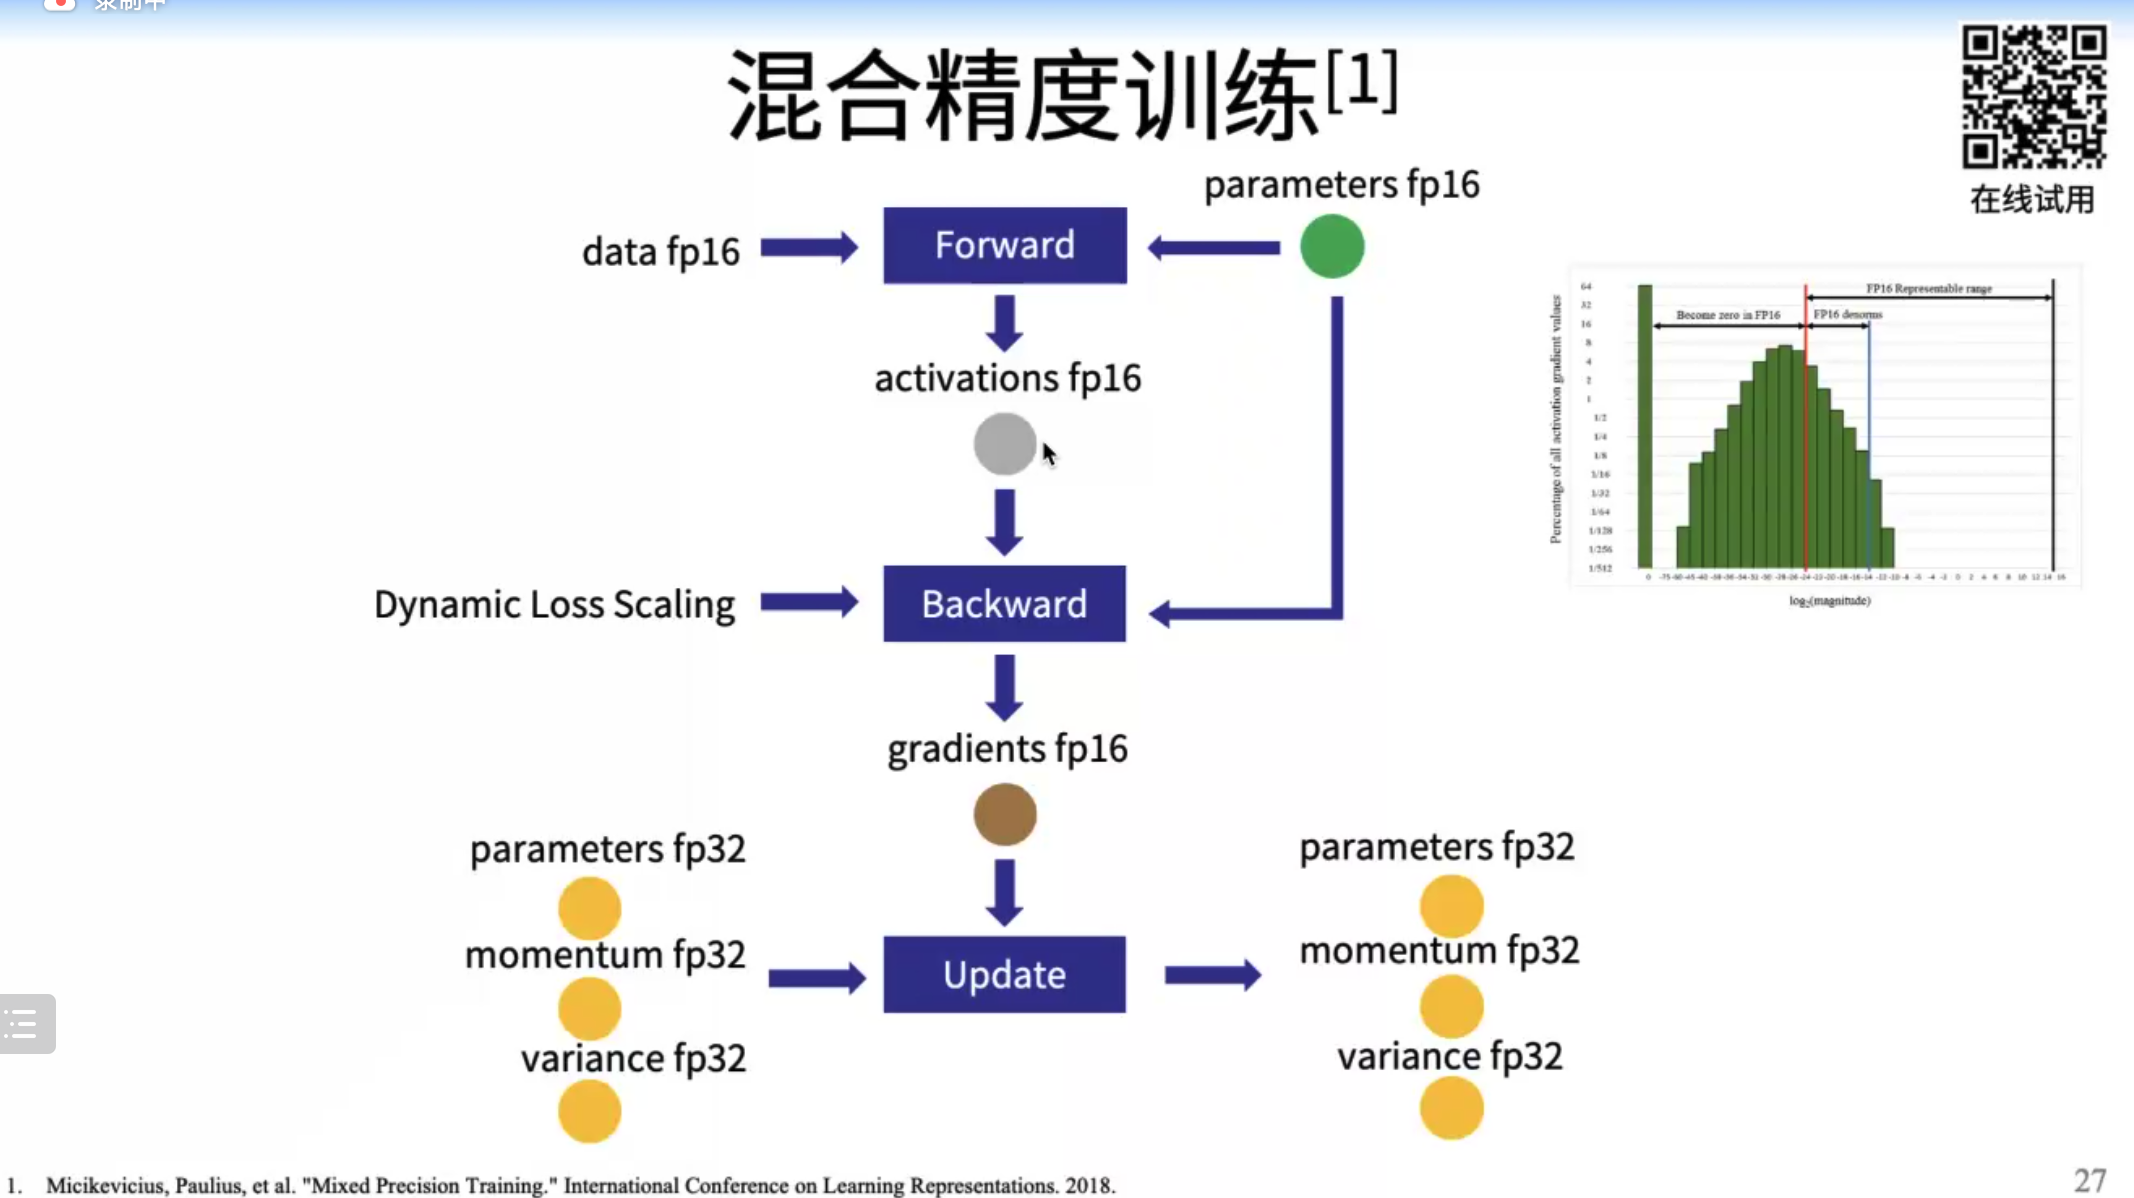 录制中
混合精度训练[1]
在线试用
parameters fp16
data fp16
Forward
activations fp16
Dynamic Loss Scaling
Backward
gradients fp16
parameters fp32
momentum fp32
variance fp32
Update
parameters fp32
momentum fp32
variance fp32
Percentage of all activation gradient values
FP16 Representable range
Become zero in FP16
FP16 denorms
64
32
16
8
4
2
1
1/2
1/4
1/8
1/16
1/32
1/64
1/128
1/256
1/512
log₂(magnitude)
1. Micikevicius, Paulius, et al. "Mixed Precision Training." International Conference on Learning Representations. 2018.
27